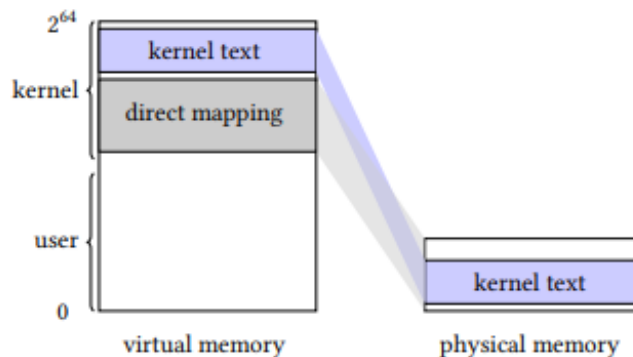 2^64
kernel text
kernel
direct mapping
user
kernel text
0
virtual memory
physical memory